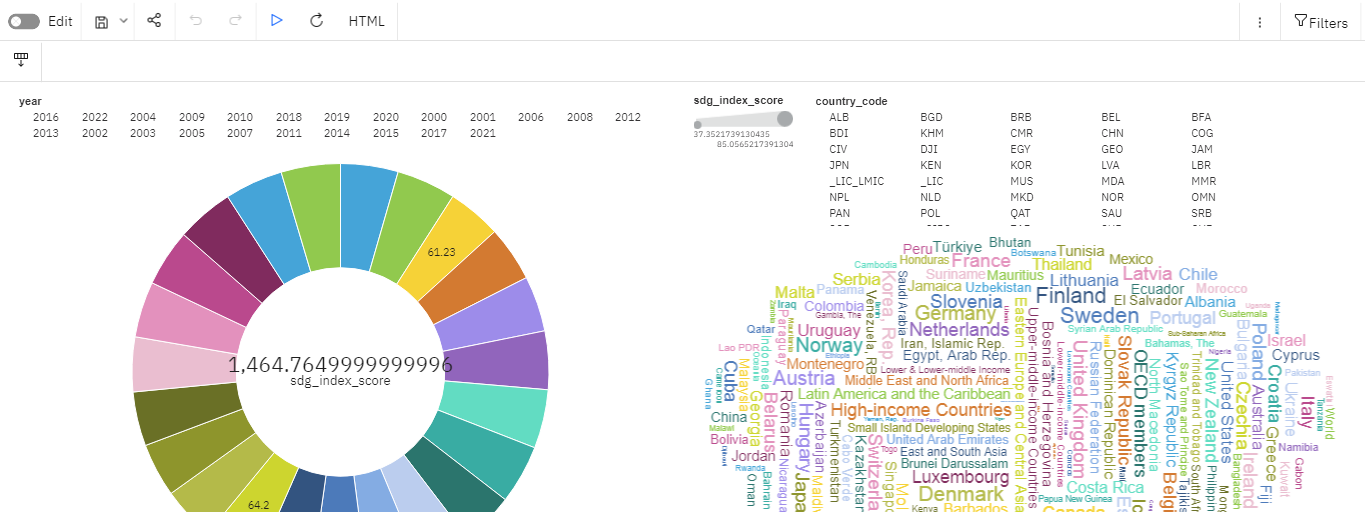 Edit HTML Filters
year
2016 2022 2004 2009 2010 2018 2019 2020 2001 2006 2008 2012
2013 2002 2003 2005 2007 2011 2014 2015 2000 2017 2021
sdg_index_score
37.3521739130435
85.0565217391304
country_code
ALB BGD BRB BEL BFA
BDI KHM CMR CHN COG
CIV DJI EGY GEO JAM
JPN KEN KOR LVA LBR
_LIC_LMIC _LIC MUS MDA MMR
NPL NLD MKD NOR OMN
PAN POL QAT SAU SRB
61.23
1,464.7649999999996
sdg_index_score
64.2
Peru
Türkiye
Bhutan
Botswana
Tunisia
Honduras
France
Mexico
Cambodia
Thailand
Serbia
Korea, Rep.
Saudi Arabia
Suriname
Mauritius
Lithuania
Latvia
Chile
Malta
Panama
Jamaica
Uzbekistan
Finland
Ecuador
Morocco
Iraq
Colombia
Venezuela, RB
Slovenia
El Salvador
Albania
Uganda
Gambia, The
Germany
Sweden
Portugal
Guatemala
Qatar
Paraguay
Uruguay
Netherlands
Syrian Arab Republic
Sub-Saharan Africa
Bulgaria
Poland
Israel
Lao PDR
Indonesia
Norway
Iran, Islamic Rep.
Bahamas, The
Nigeria
Cyprus
Ethiopia
Egypt, Arab Rep.
Montenegro
Lower & Lower-middle Income
Cuba
Malaysia
Austria
Middle East and North Africa
Pakistan
Ghana
Georgia
Latin America and the Caribbean
China
Belarus
Romania
High-income Countries
Malawi
Hungary
Azerbaijan
Small Island Developing States
Bolivia
Turkmenistan
Cabo Verde
Kazakhstan
Switzerla
United Arab Emirates
Togo
East and South Asia
Jordan
Nicaragua
Brunei Darussalam
Rwanda
Oman
Bahrain
Japa
Maldiv
Singapo
Luxembourg
Denmark
Kenya
Barbados
Eastern Europe and Central Asia
Upper-middle-Income Countries
Bosnia and Herzegovina
Lower-middle-Income Countries
United Kingdom
Russian Federation
Dominican Republic
Slovak Republic
OECD members
North Macedonia
Kyrgyz Republic
Sao Tome and Principe
Trinidad and Tobago
New Zealand
United States
Czechia
Australia
Croatia
Greece
Ukraine
Italy
Tanzania
World
Namibia
Costa Rica
Papua New Guinea
Canada
Belgi
Tajikis
South Afr
Philippin
Mong
Bangladesh
Ireland
Kuwait
Gabon
Fiji